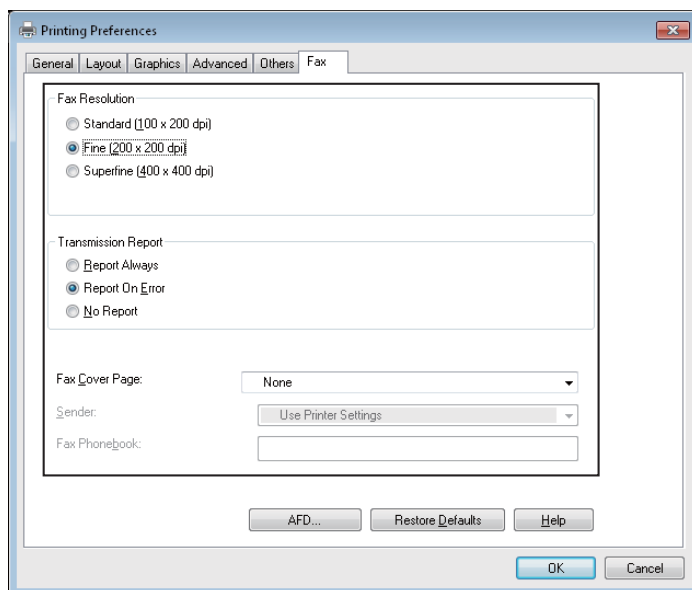 Printing Preferences
General Layout Graphics Advanced Others Fax
Fax Resolution
Standard (100 x 200 dpi)
Fine (200 x 200 dpi)
Superfine (400 x 400 dpi)
Transmission Report
Report Always
Report On Error
No Report
Fax Cover Page: None
Sender: Use Printer Settings
Fax Phonebook:
AFD... Restore Defaults Help
OK Cancel